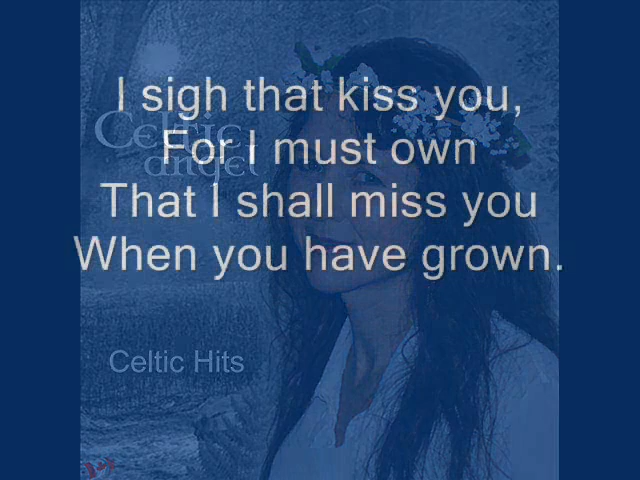 I sigh that kiss you,
For I must own
That I shall miss you
When you have grown.
Celtic
angel
Celtic Hits